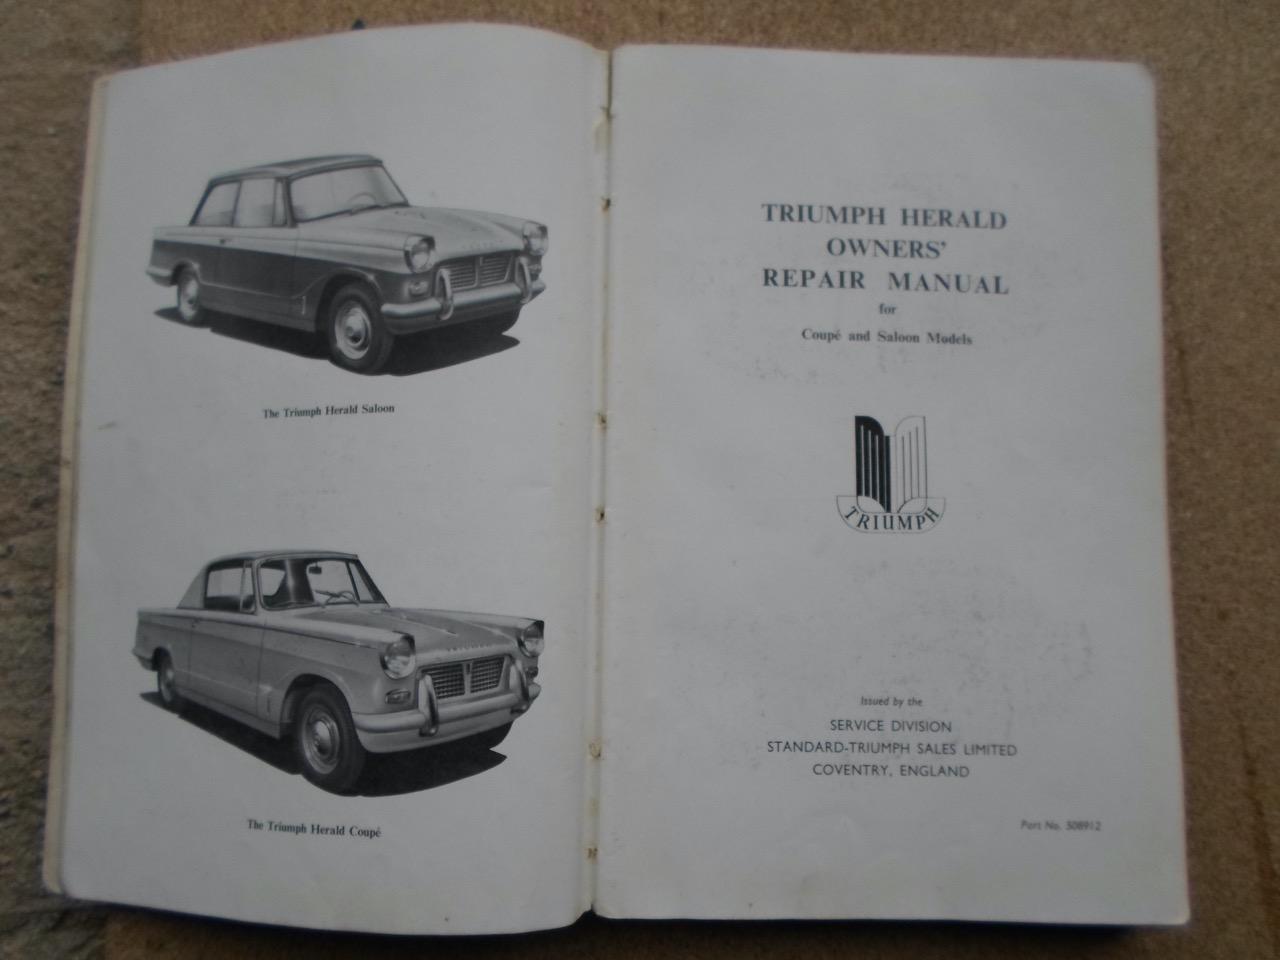 The Triumph Herald Saloon
The Triumph Herald Coupé
TRIUMPH HERALD
OWNERS'
REPAIR MANUAL
for
Coupé and Saloon Models
TRIUMPH
Issued by the
SERVICE DIVISION
STANDARD-TRIUMPH SALES LIMITED
COVENTRY, ENGLAND
Part No. 508912